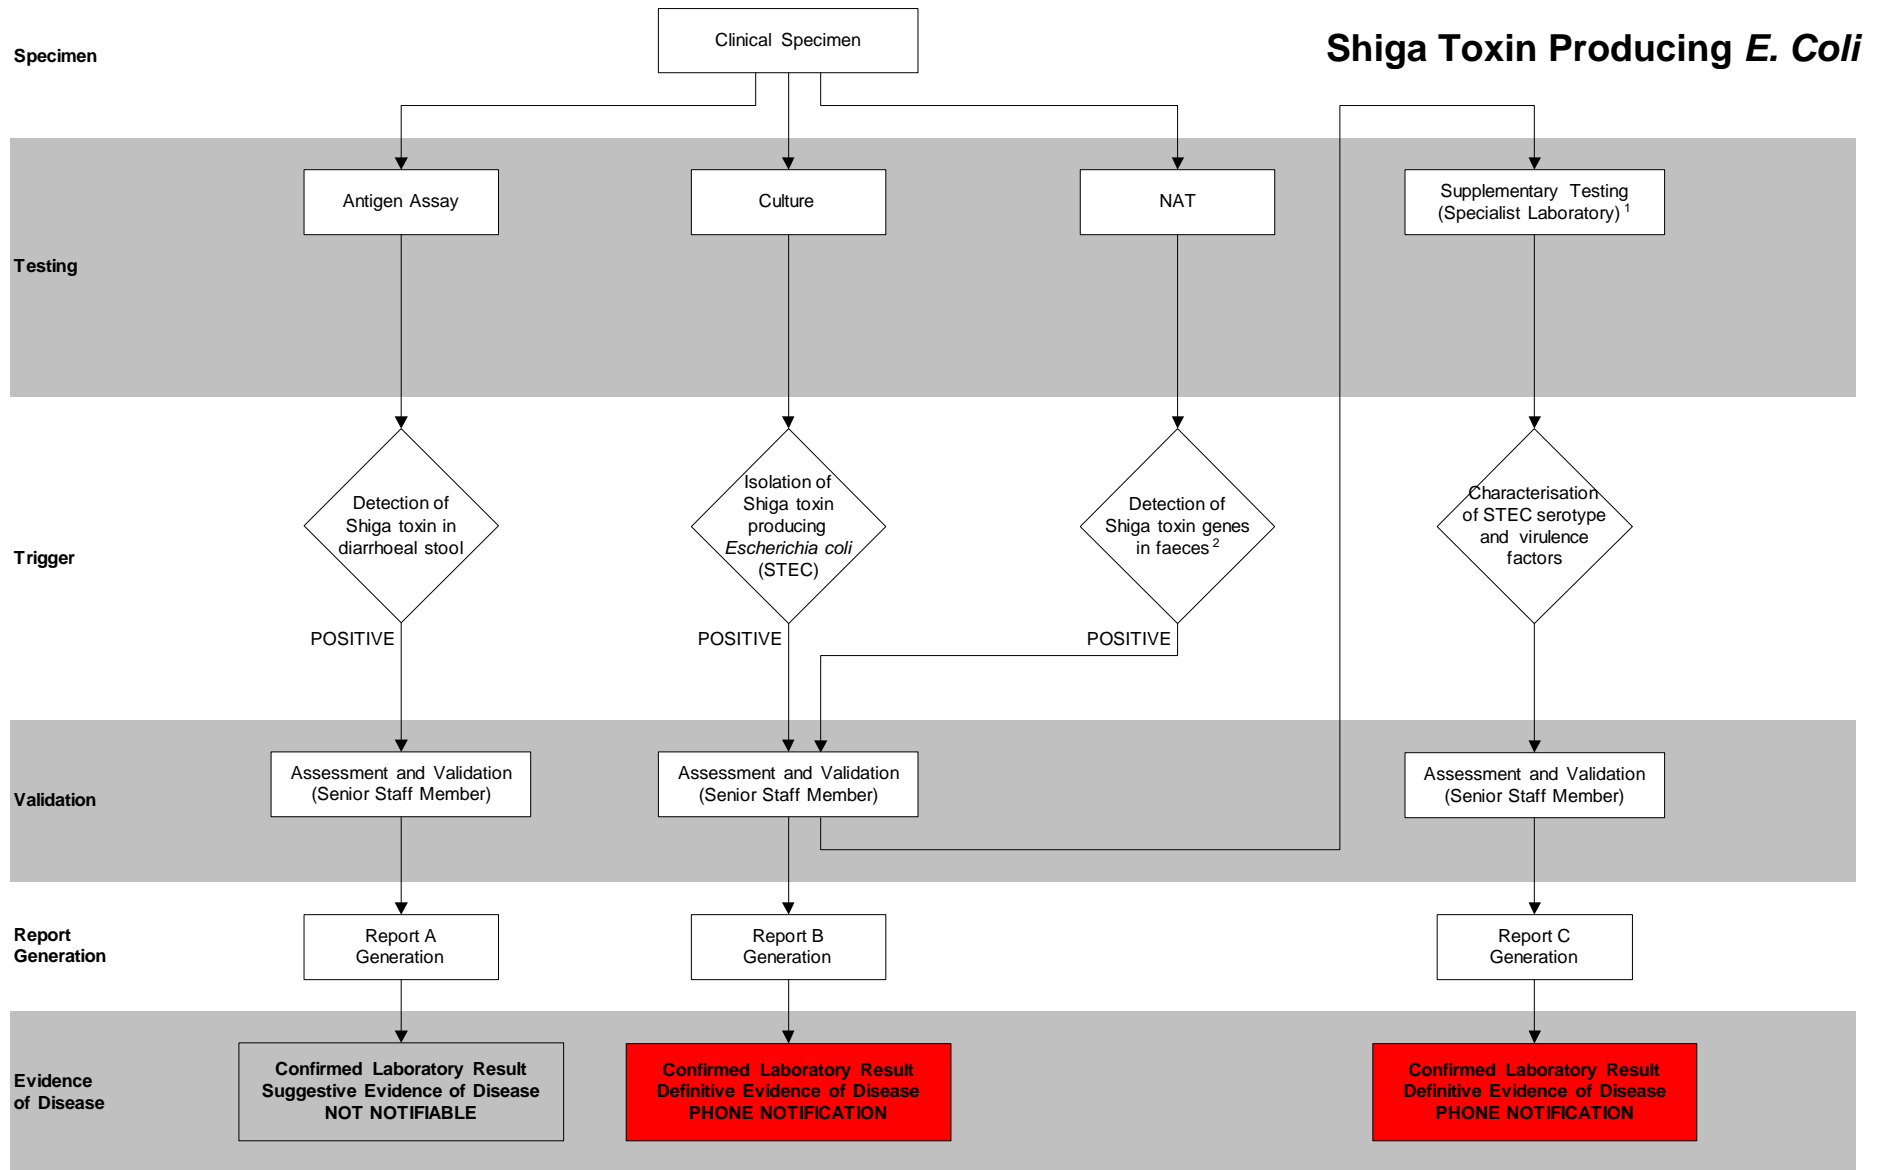 Shiga Toxin Producing E. Coli
Specimen
Clinical Specimen
Testing
Antigen Assay
Culture
NAT
Supplementary Testing
(Specialist Laboratory) 1
Trigger
Detection of
Shiga toxin in
diarrhoeal stool
Isolation of
Shiga toxin
producing
Escherichia coli
(STEC)
Detection of
Shiga toxin genes
in faeces 2
Characterisation
of STEC serotype
and virulence
factors
POSITIVE
POSITIVE
POSITIVE
Validation
Assessment and Validation
(Senior Staff Member)
Assessment and Validation
(Senior Staff Member)
Assessment and Validation
(Senior Staff Member)
Report
Generation
Report A
Generation
Report B
Generation
Report C
Generation
Evidence
of Disease
Confirmed Laboratory Result
Suggestive Evidence of Disease
NOT NOTIFIABLE
Confirmed Laboratory Result
Definitive Evidence of Disease
PHONE NOTIFICATION
Confirmed Laboratory Result
Definitive Evidence of Disease
PHONE NOTIFICATION